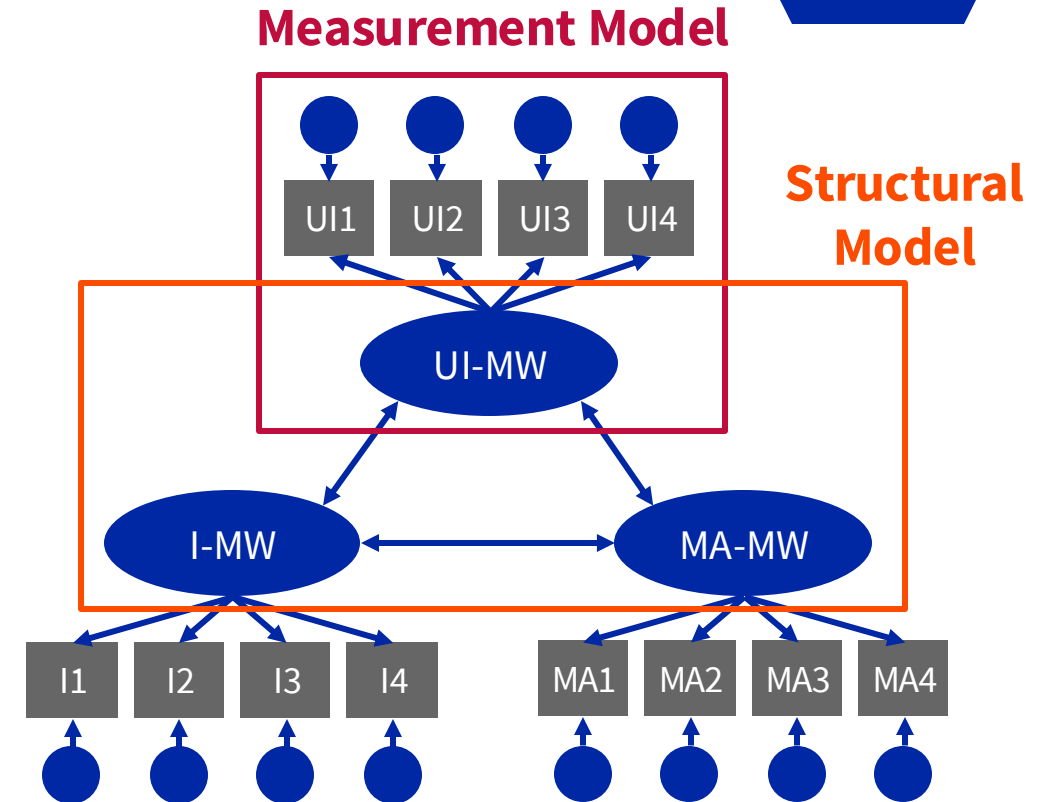 Measurement Model
UI1 UI2 UI3 UI4
Structural
Model
UI-MW
I-MW MA-MW
I1 I2 I3 I4 MA1 MA2 MA3 MA4